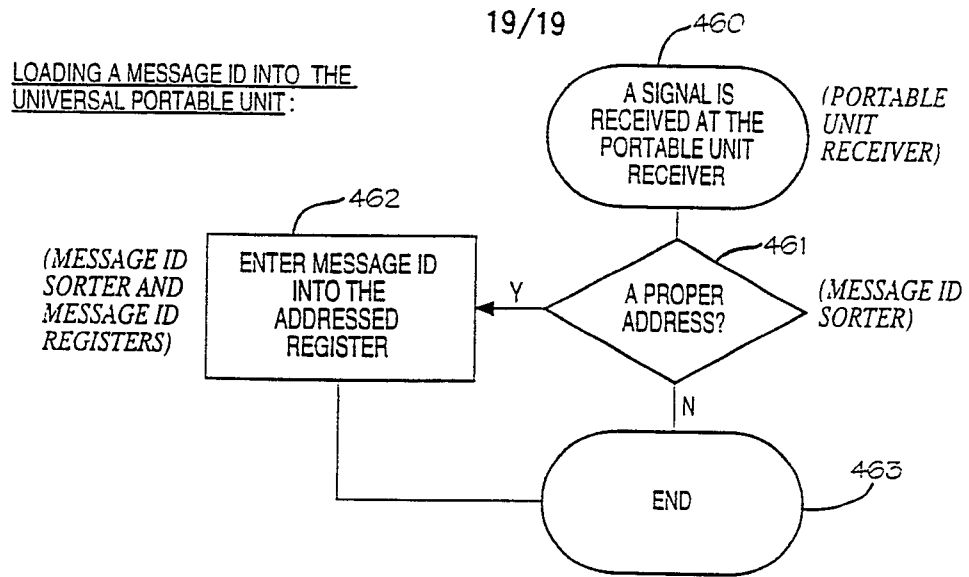 19/19
LOADING A MESSAGE ID INTO THE
UNIVERSAL PORTABLE UNIT:
460
A SIGNAL IS
RECEIVED AT THE
PORTABLE UNIT
RECEIVER
(PORTABLE
UNIT
RECEIVER)
462
(MESSAGE ID
SORTER AND
MESSAGE ID
REGISTERS)
ENTER MESSAGE ID
INTO THE
ADDRESSED
REGISTER
Y
461
A PROPER
ADDRESS?
(MESSAGE ID
SORTER)
N
463
END